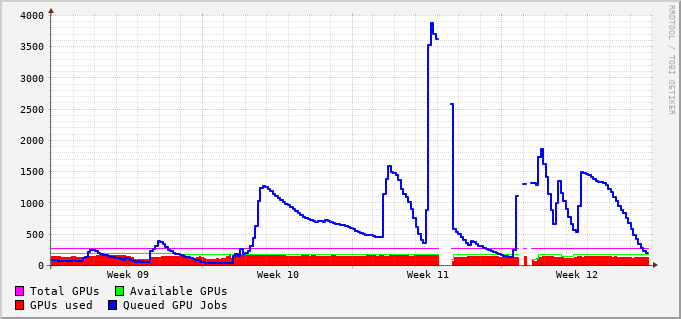 4000
3500
3000
2500
2000
1500
1000
500
0
Week 09 Week 10 Week 11 Week 12
Total GPUs Available GPUs
GPUs used Queued GPU Jobs
RRDTOOL / TOBI OETIKER